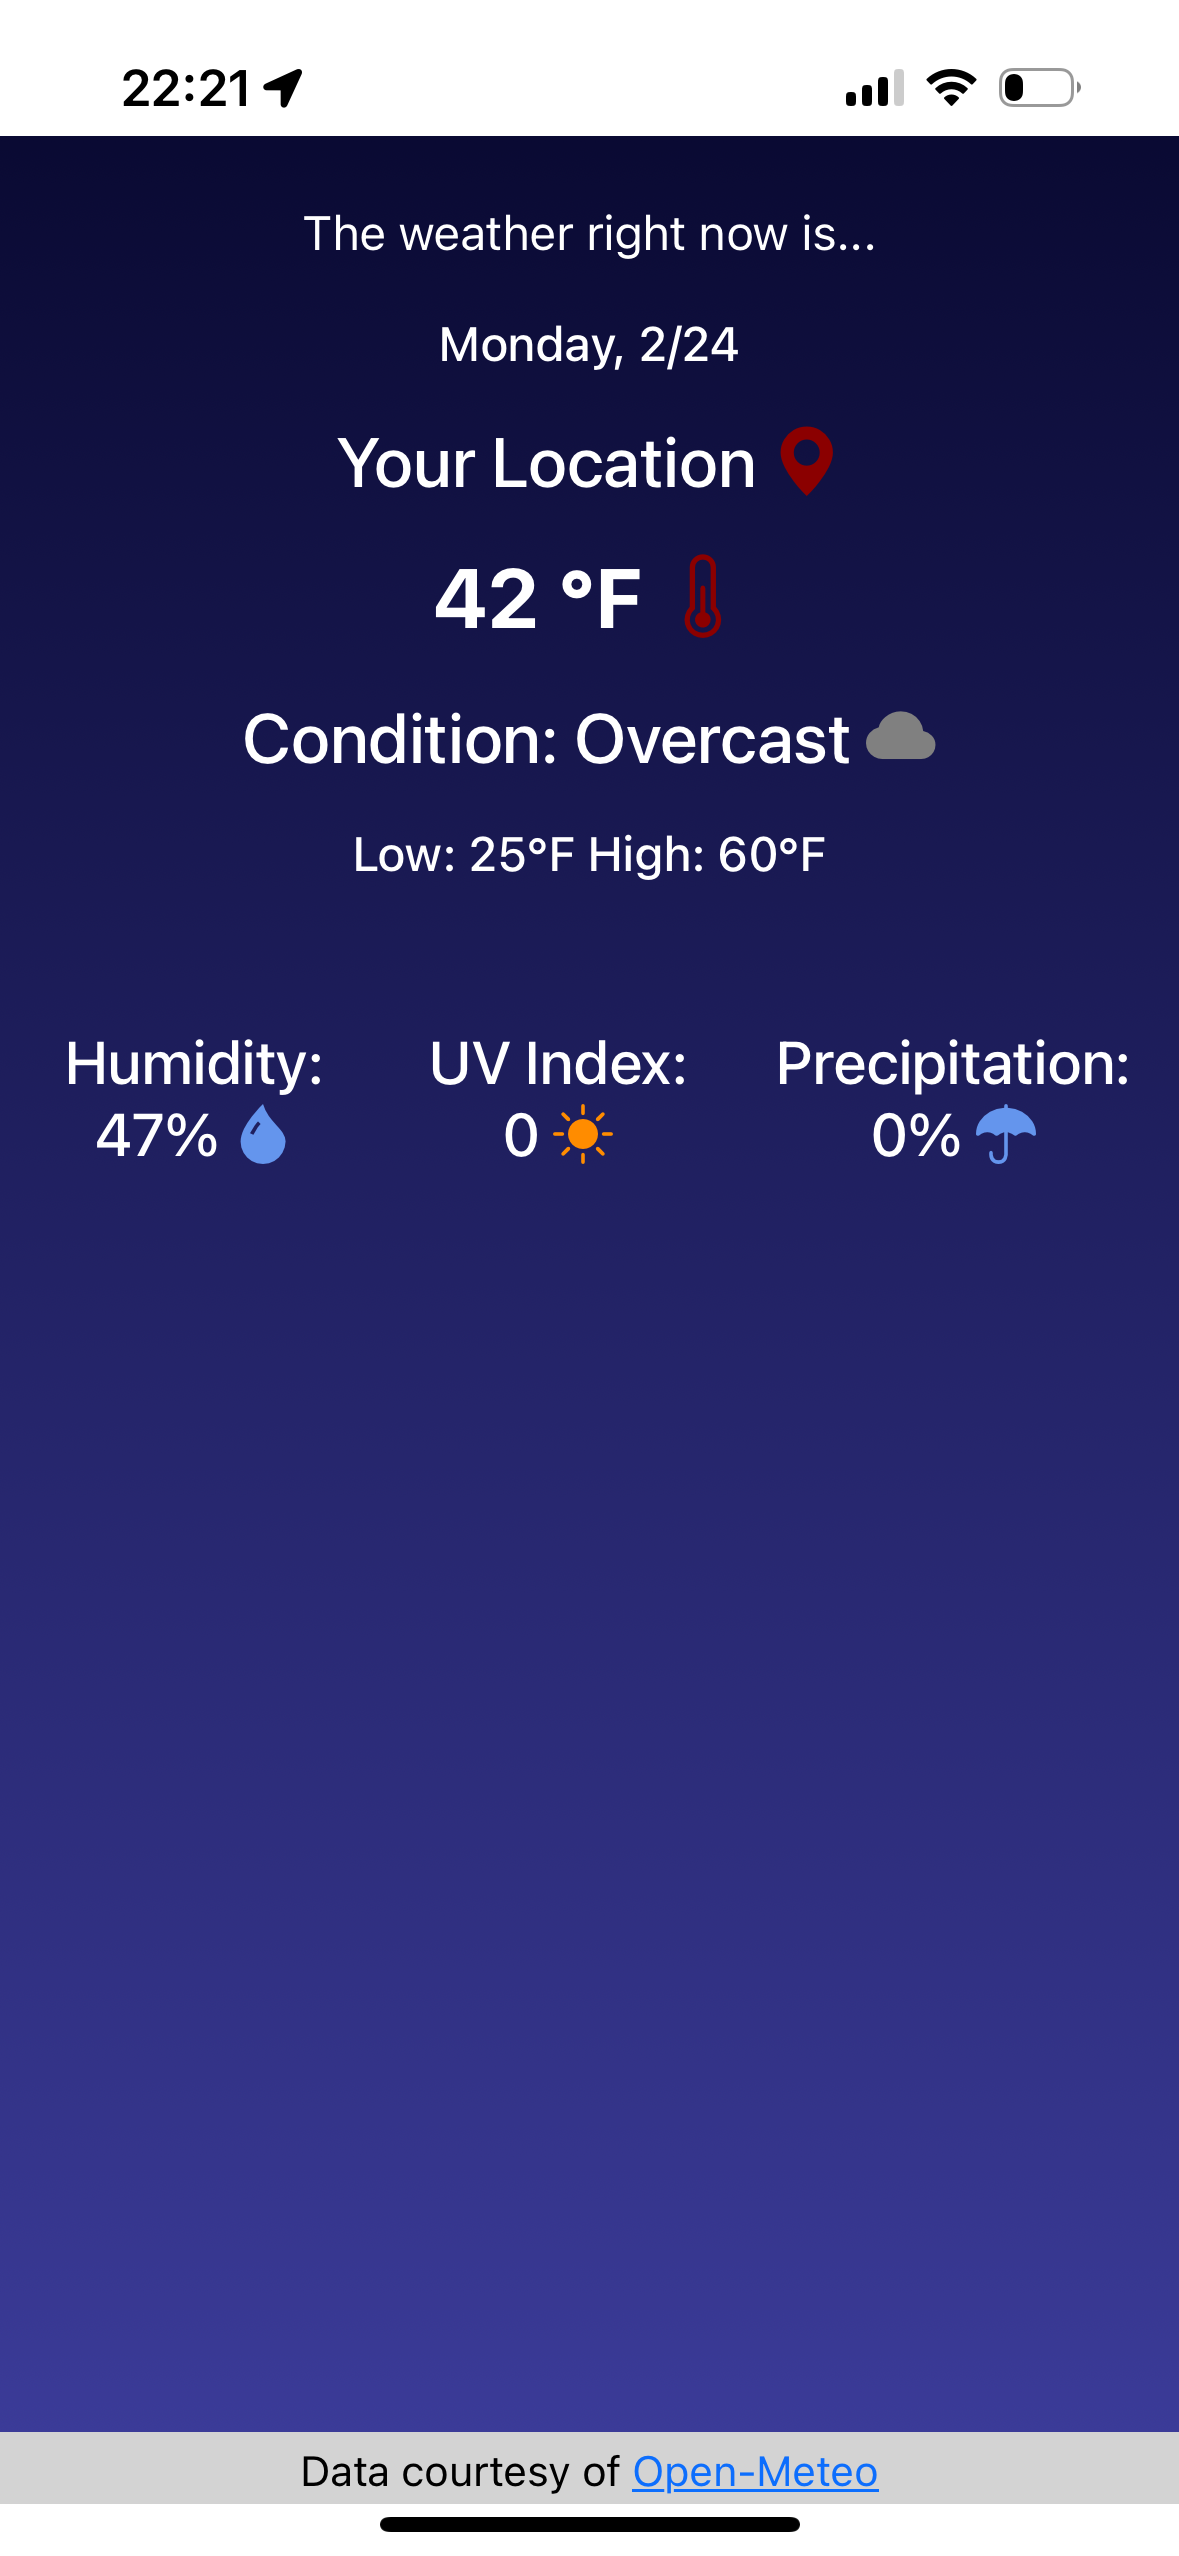 22:21
The weather right now is...
Monday, 2/24
Your Location
42 °F
Condition: Overcast
Low: 25°F High: 60°F
Humidity: UV Index: Precipitation:
47% 0 0%
Data courtesy of Open-Meteo